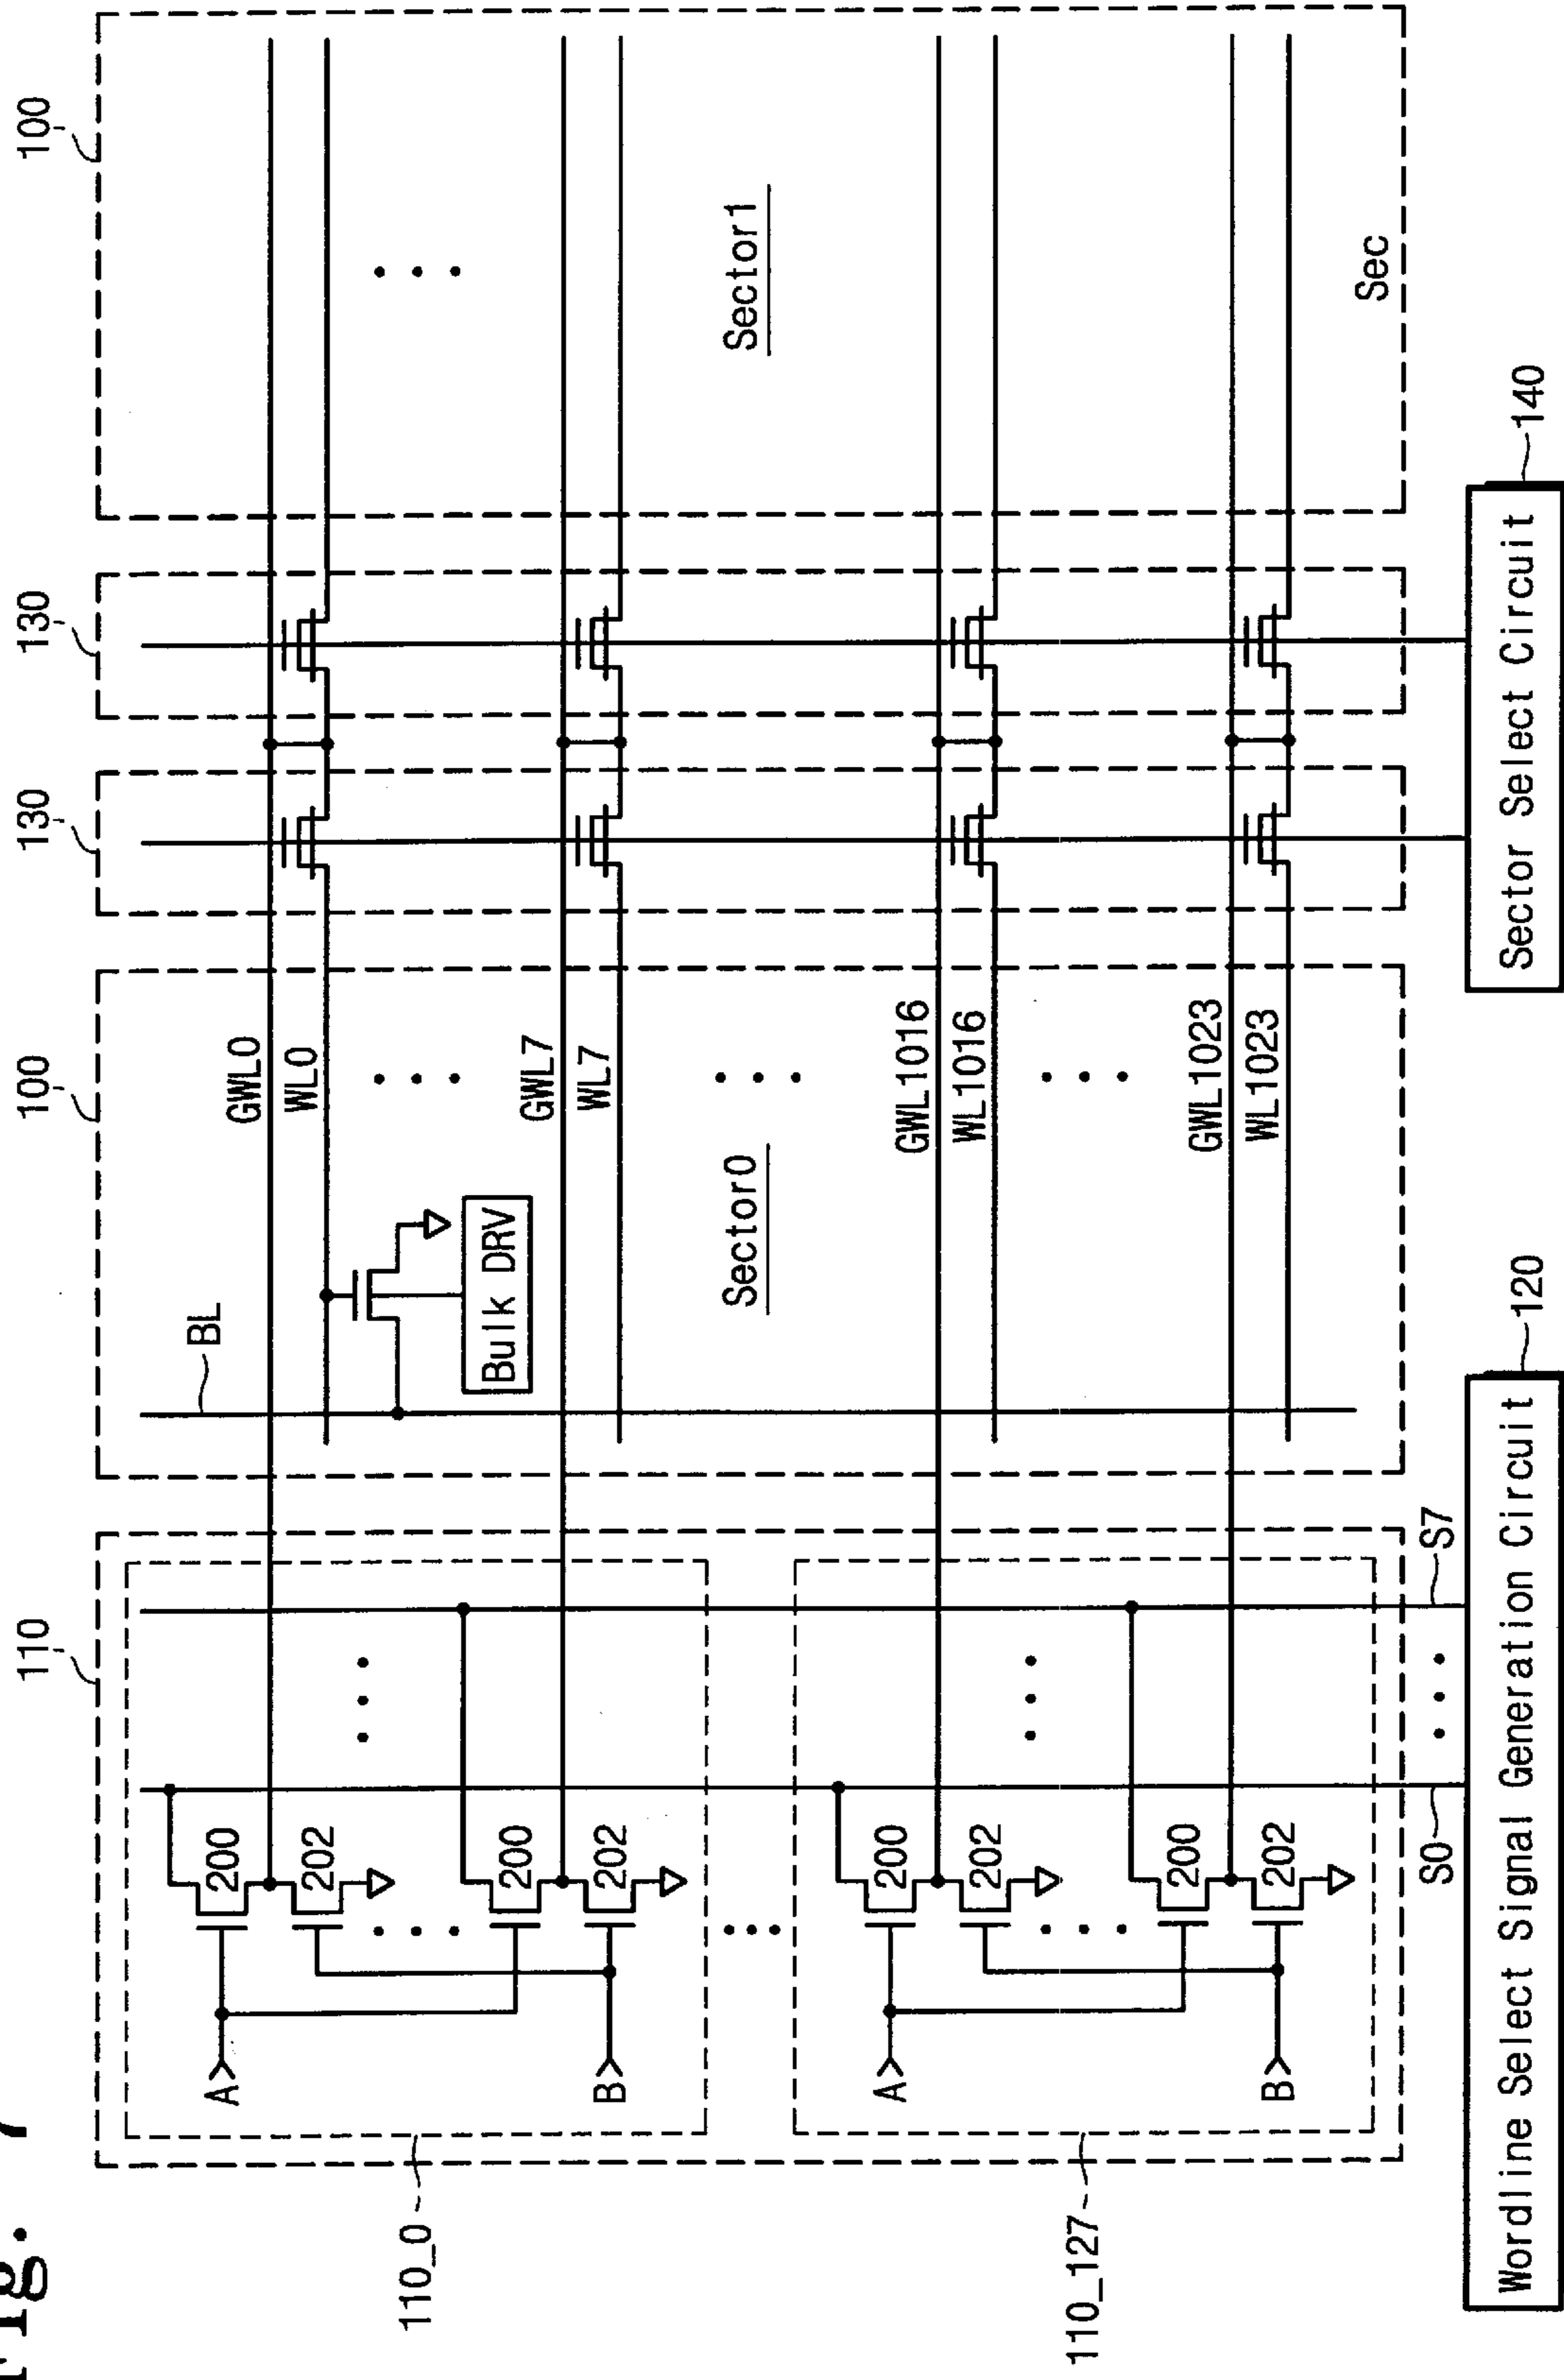 Fig. 7
110
100
130
130
100
A
200
202
S0
B
200
202
110_0
BL
GWL0
WL0
Bulk DRV
GWL7
WL7
Sector0
Sector1
A
200
202
B
200
202
110_127
GWL1016
WL1016
GWL1023
WL1023
Sec
S7
Wordline Select Signal Generation Circuit
120
Sector Select Circuit
140